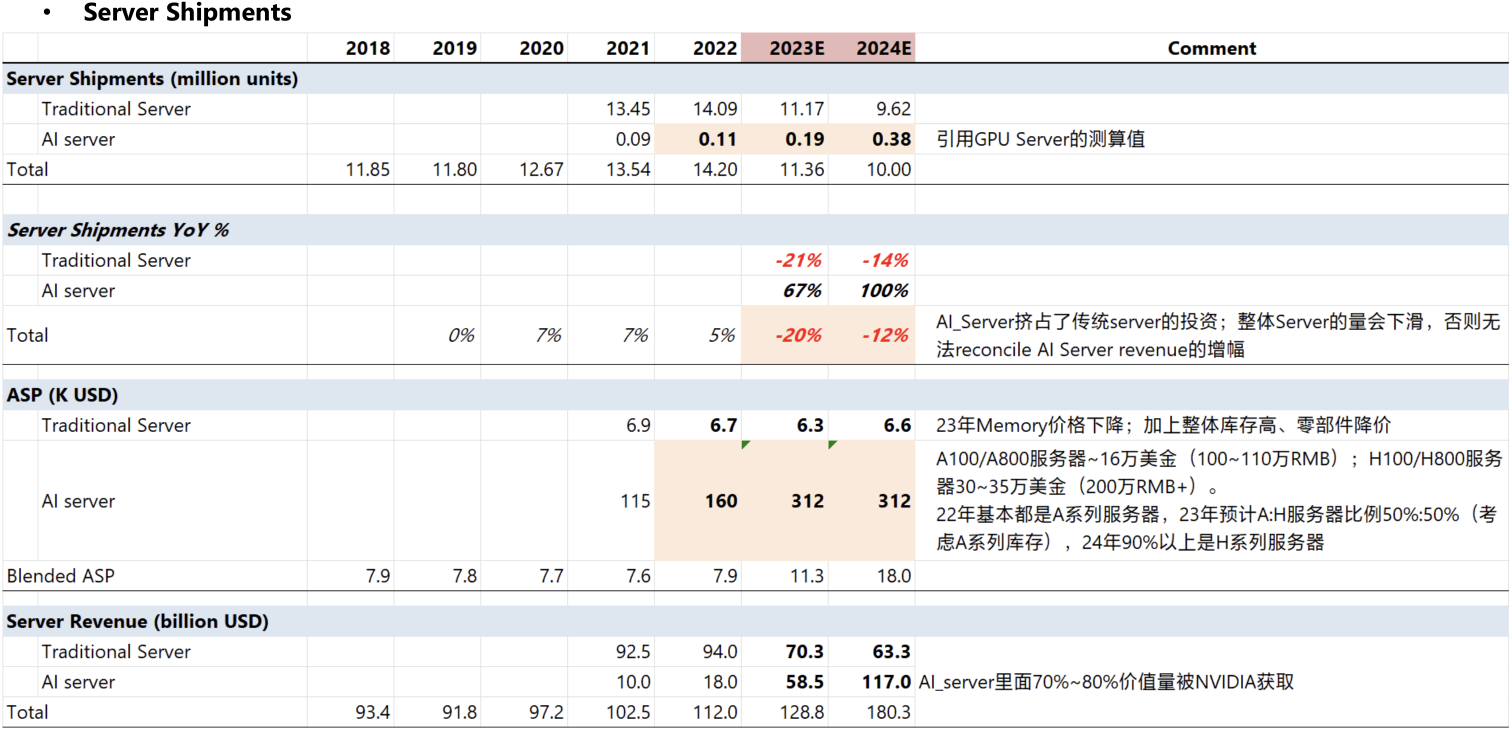 • Server Shipments
2018 2019 2020 2021 2022 2023E 2024E Comment
Server Shipments (million units)
Traditional Server 13.45 14.09 11.17 9.62
AI server 0.09 0.11 0.19 0.38 引用GPU Server的测算值
Total 11.85 11.80 12.67 13.54 14.20 11.36 10.00
Server Shipments YoY %
Traditional Server -21% -14%
AI server 67% 100%
Total 0% 7% 7% 5% -20% -12% AI_Server挤占了传统server的投资；整体Server的量会下滑，否则无
法reconcile AI Server revenue的增幅
ASP (K USD)
Traditional Server 6.9 6.7 6.3 6.6 23年Memory价格下降；加上整体库存高、零部件降价
AI server 115 160 312 312 A100/A800服务器~16万美金（100~110万RMB）；H100/H800服务
器30~35万美金（200万RMB+）。
22年基本都是A系列服务器，23年预计A:H服务器比例50%:50%（考
虑A系列库存），24年90%以上是H系列服务器
Blended ASP 7.9 7.8 7.7 7.6 7.9 11.3 18.0
Server Revenue (billion USD)
Traditional Server 92.5 94.0 70.3 63.3
AI server 10.0 18.0 58.5 117.0 AI_server里面70%~80%价值量被NVIDIA获取
Total 93.4 91.8 97.2 102.5 112.0 128.8 180.3